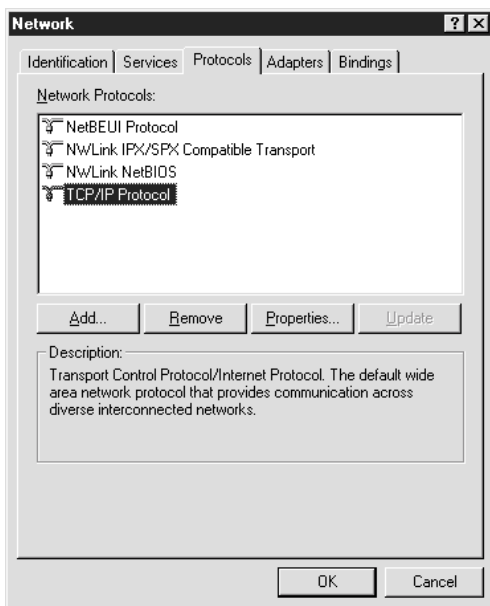 Network
Identification Services Protocols Adapters Bindings
Network Protocols:
NetBEUI Protocol
NWLink IPX/SPX Compatible Transport
NWLink NetBIOS
TCP/IP Protocol
Add... Remove Properties... Update
Description:
Transport Control Protocol/Internet Protocol. The default wide
area network protocol that provides communication across
diverse interconnected networks.
OK Cancel